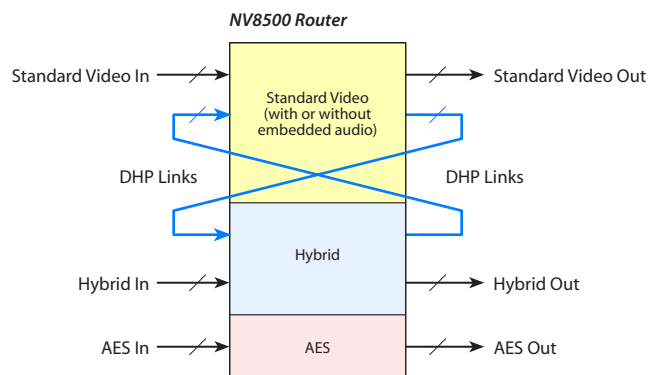 NV8500 Router
Standard Video In
Standard Video Out
Standard Video
(with or without
embedded audio)
DHP Links
DHP Links
Hybrid
Hybrid In
Hybrid Out
AES In
AES
AES Out